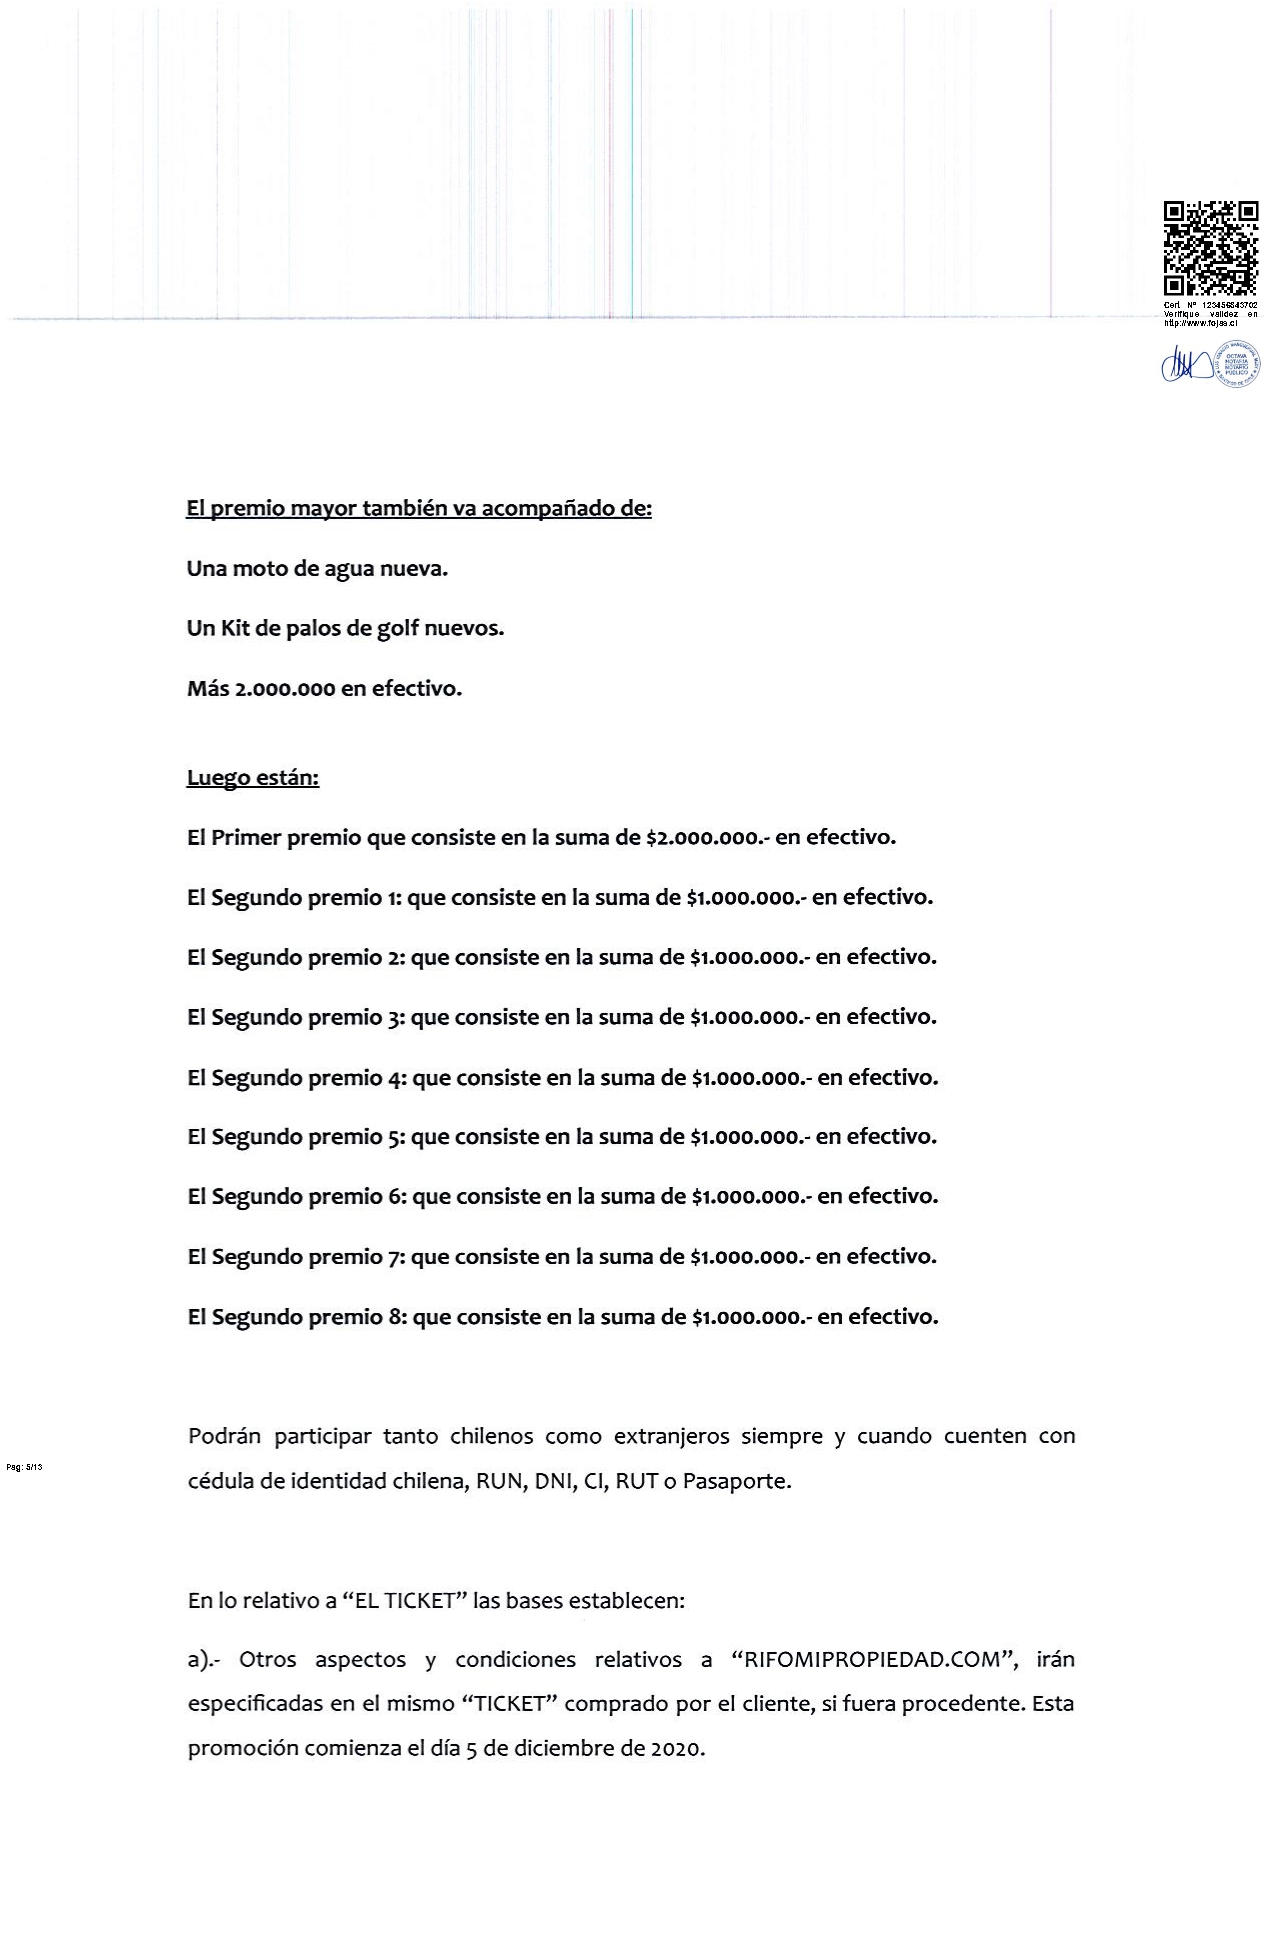 Cert. Nº 123456843702
Verifique validez en
http://www.fojas.cl
OCTAVA
NOTARIA
NOTARIO
PUBLICO
El premio mayor también va acompañado de:
Una moto de agua nueva.
Un Kit de palos de golf nuevos.
Más 2.000.000 en efectivo.
Luego están:
El Primer premio que consiste en la suma de $2.000.000.- en efectivo.
El Segundo premio 1: que consiste en la suma de $1.000.000.- en efectivo.
El Segundo premio 2: que consiste en la suma de $1.000.000.- en efectivo.
El Segundo premio 3: que consiste en la suma de $1.000.000.- en efectivo.
El Segundo premio 4: que consiste en la suma de $1.000.000.- en efectivo.
El Segundo premio 5: que consiste en la suma de $1.000.000.- en efectivo.
El Segundo premio 6: que consiste en la suma de $1.000.000.- en efectivo.
El Segundo premio 7: que consiste en la suma de $1.000.000.- en efectivo.
El Segundo premio 8: que consiste en la suma de $1.000.000.- en efectivo.
Podrán participar tanto chilenos como extranjeros siempre y cuando cuenten con
Pag: 5/13
cédula de identidad chilena, RUN, DNI, CI, RUT o Pasaporte.
En lo relativo a “EL TICKET” las bases establecen:
a).- Otros aspectos y condiciones relativos a “RIFOMIPROPIEDAD.COM”, irán
especificadas en el mismo “TICKET” comprado por el cliente, si fuera procedente. Esta
promoción comienza el día 5 de diciembre de 2020.